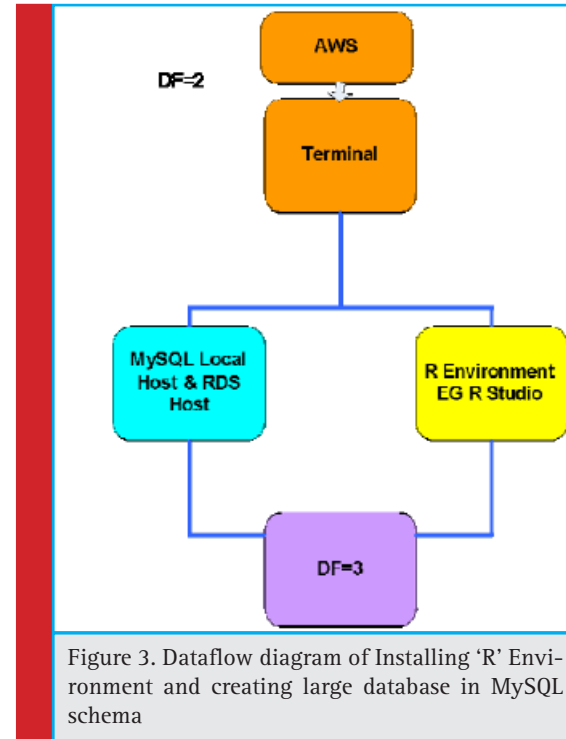 AWS
DF=2
Terminal
MySQL Local
Host & RDS
Host
R Environment
EG R Studio
DF=3
Figure 3. Dataflow diagram of Installing ‘R’ Envi-
ronment and creating large database in MySQL
schema